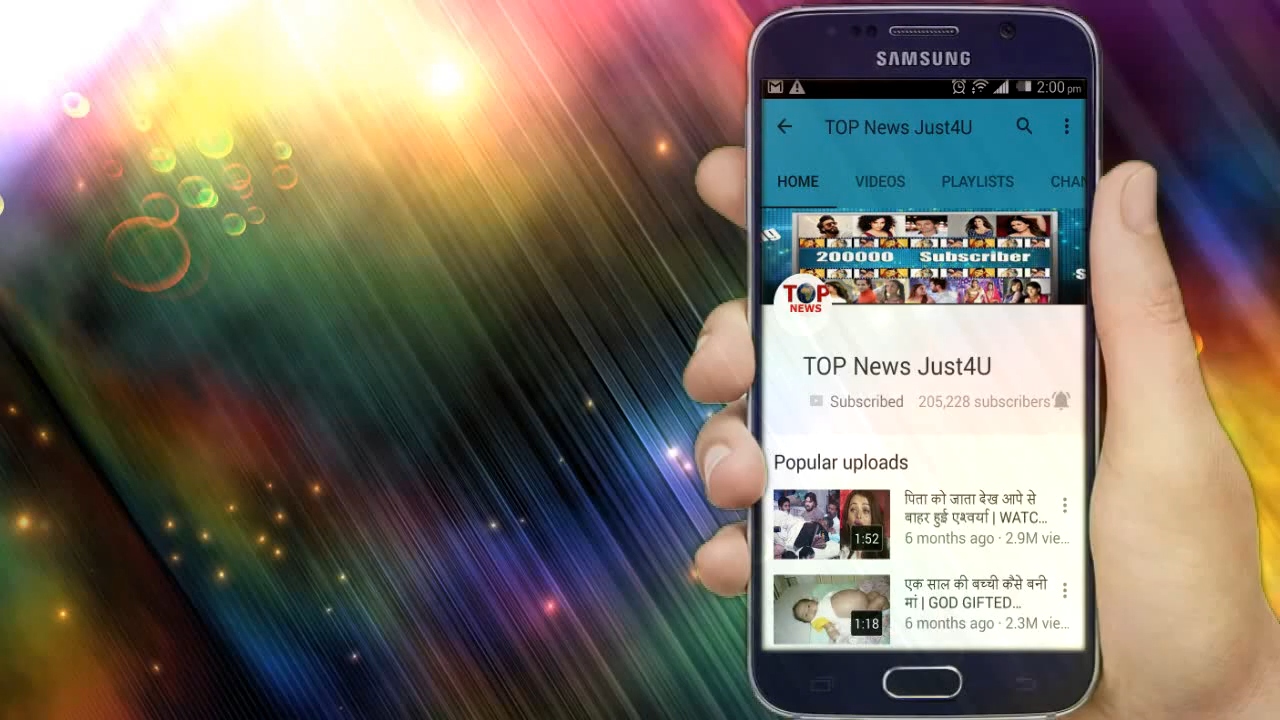 SAMSUNG
2:00 pm
TOP News Just4U
HOME VIDEOS PLAYLISTS CHAN
200000 Subscriber
TOP
NEWS
TOP News Just4U
Subscribed 205,228 subscribers
Popular uploads
पिता को जाता देख आपे से
बाहर हुई एश्वर्या | WATC...
6 months ago · 2.9M vie...
1:52
एक साल की बच्ची कैसे बनी
मां | GOD GIFTED...
6 months ago · 2.3M vie...
1:18